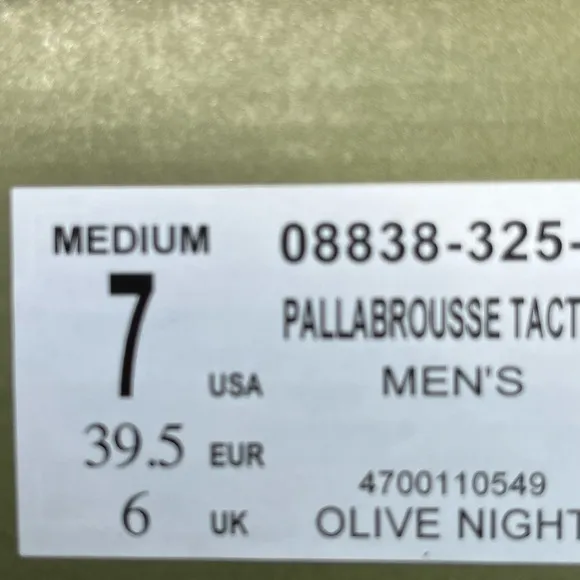 MEDIUM
08838-325-
7 USA
PALLABROUSSE TACT
MEN'S
39.5 EUR
4700110549
6 UK
OLIVE NIGHT